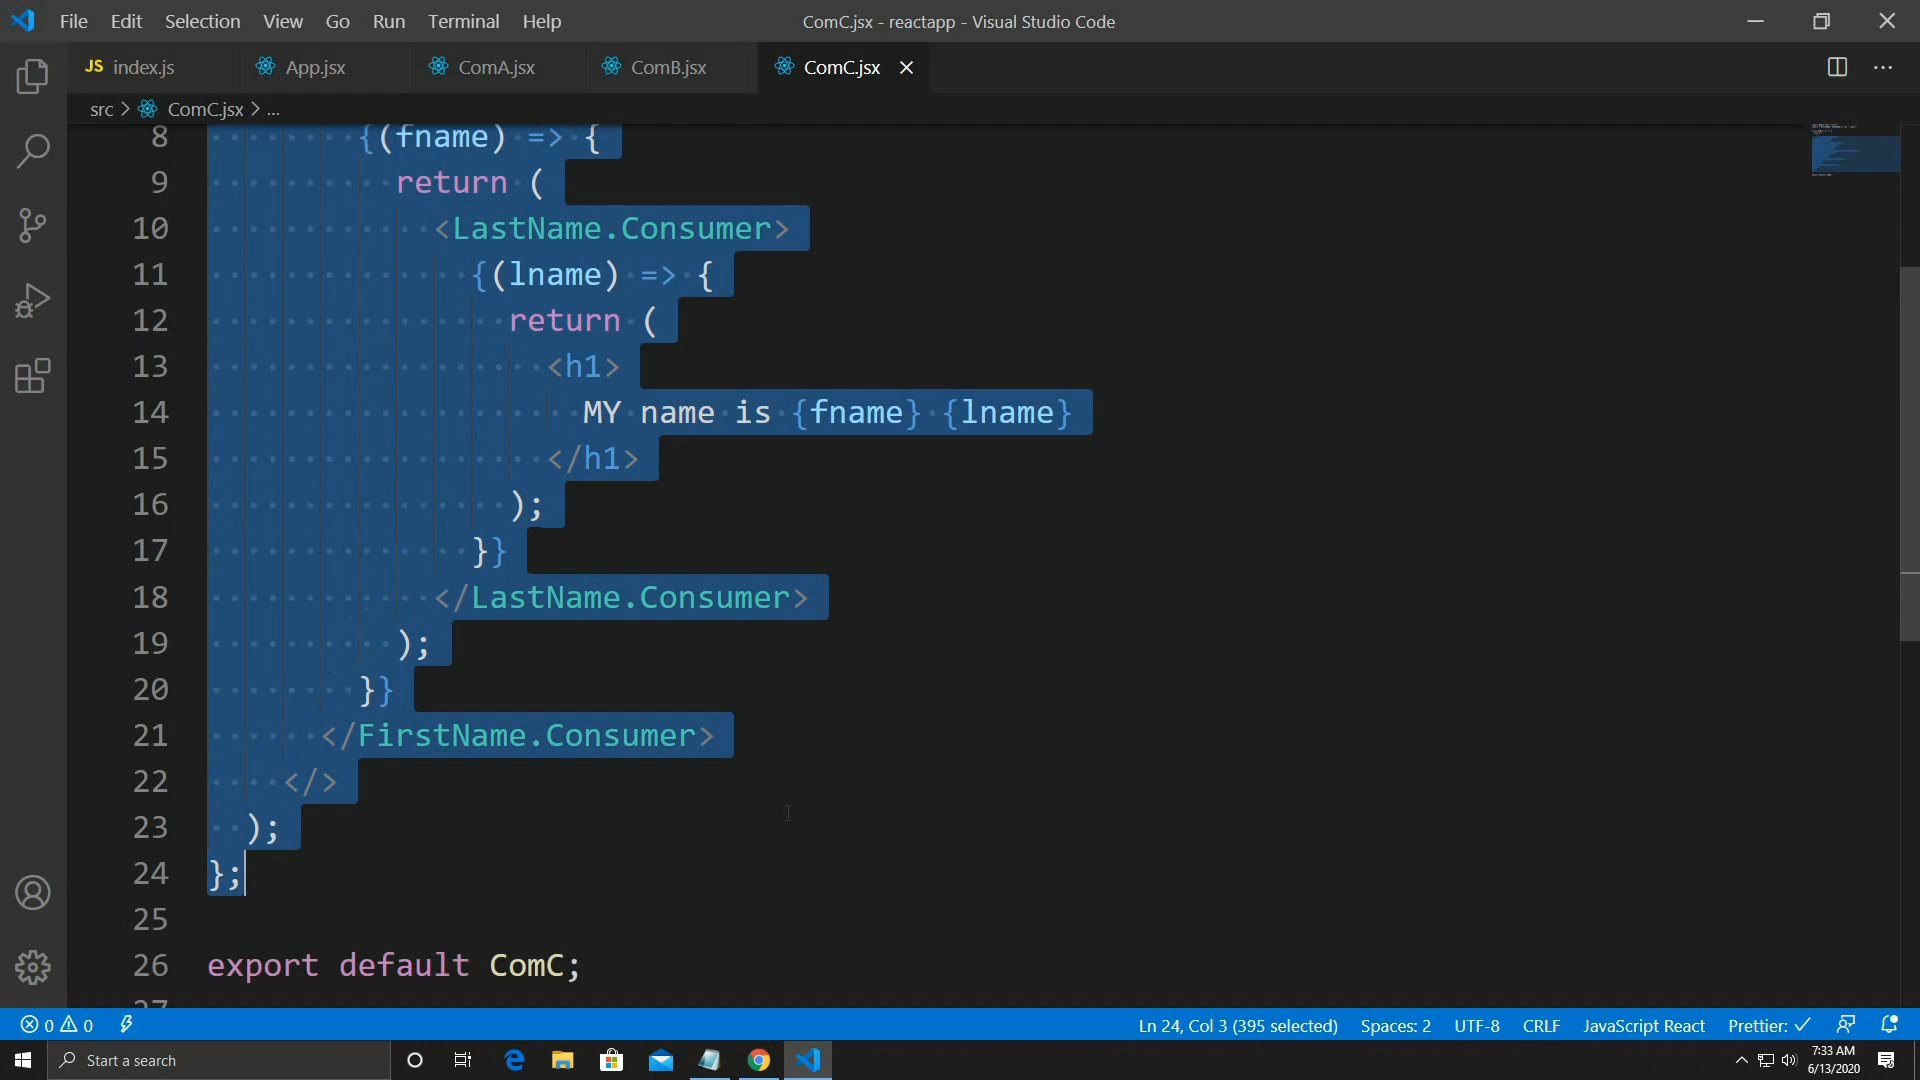 File Edit Selection View Go Run Terminal Help
ComC.jsx - reactapp - Visual Studio Code
JS index.js
App.jsx
ComA.jsx
ComB.jsx
ComC.jsx
src > ComC.jsx > ...
8 {(fname) => {
9 return (
10 <LastName.Consumer>
11 {(lname) => {
12 return (
13 <h1>
14 MY name is {fname} {lname}
15 </h1>
16 );
17 }}
18 </LastName.Consumer>
19 );
20 }}
21 </FirstName.Consumer>
22 </>
23 );
24 };
25
26 export default ComC;
27
0 0
Ln 24, Col 3 (395 selected) Spaces: 2 UTF-8 CRLF JavaScript React Prettier: ✓
Start a search
7:33 AM
6/13/2020